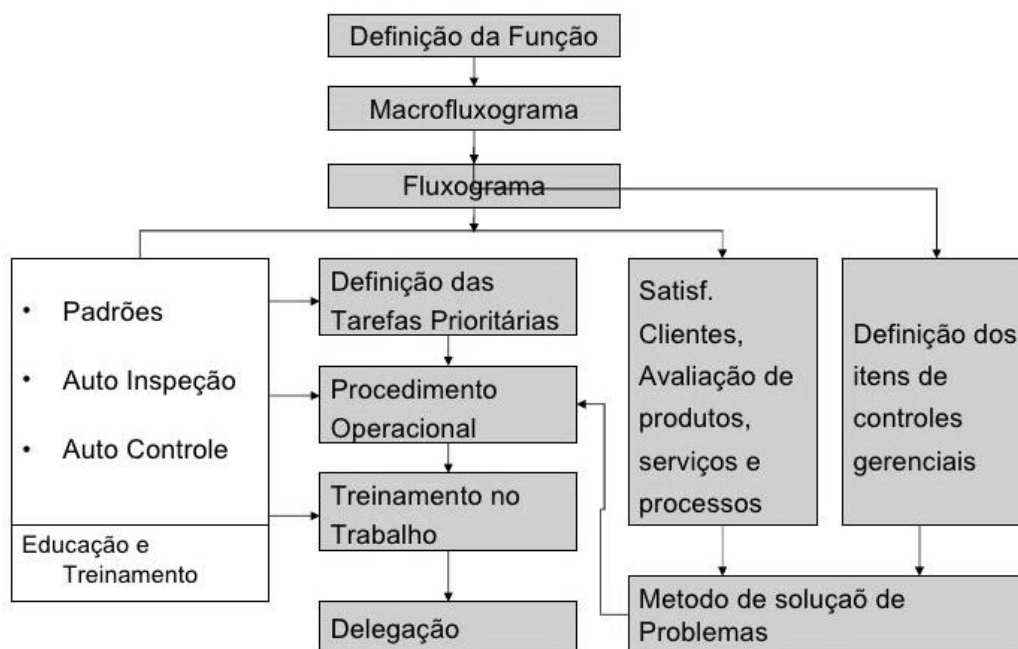 Definição da Função
Macrofluxograma
Fluxograma
• Padrões
• Auto Inspeção
• Auto Controle
Educação e
Treinamento
Definição das
Tarefas Prioritárias
Procedimento
Operacional
Treinamento no
Trabalho
Delegação
Satisf.
Clientes,
Avaliação de
produtos,
serviços e
processos
Definição dos
itens de
controles
gerenciais
Metodo de soluçaõ de
Problemas